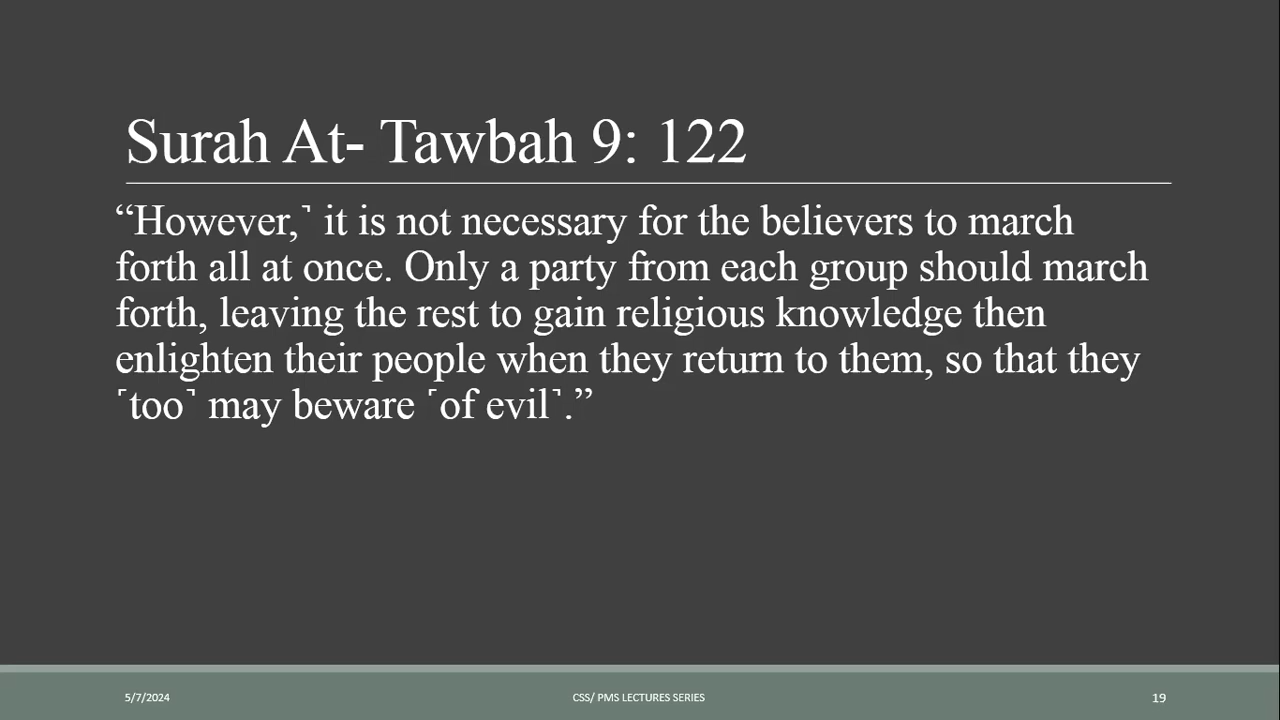 Surah At- Tawbah 9: 122
“However,˺ it is not necessary for the believers to march
forth all at once. Only a party from each group should march
forth, leaving the rest to gain religious knowledge then
enlighten their people when they return to them, so that they
˹too˺ may beware ˹of evil˺.”
5/7/2024
CSS/ PMS LECTURES SERIES
19